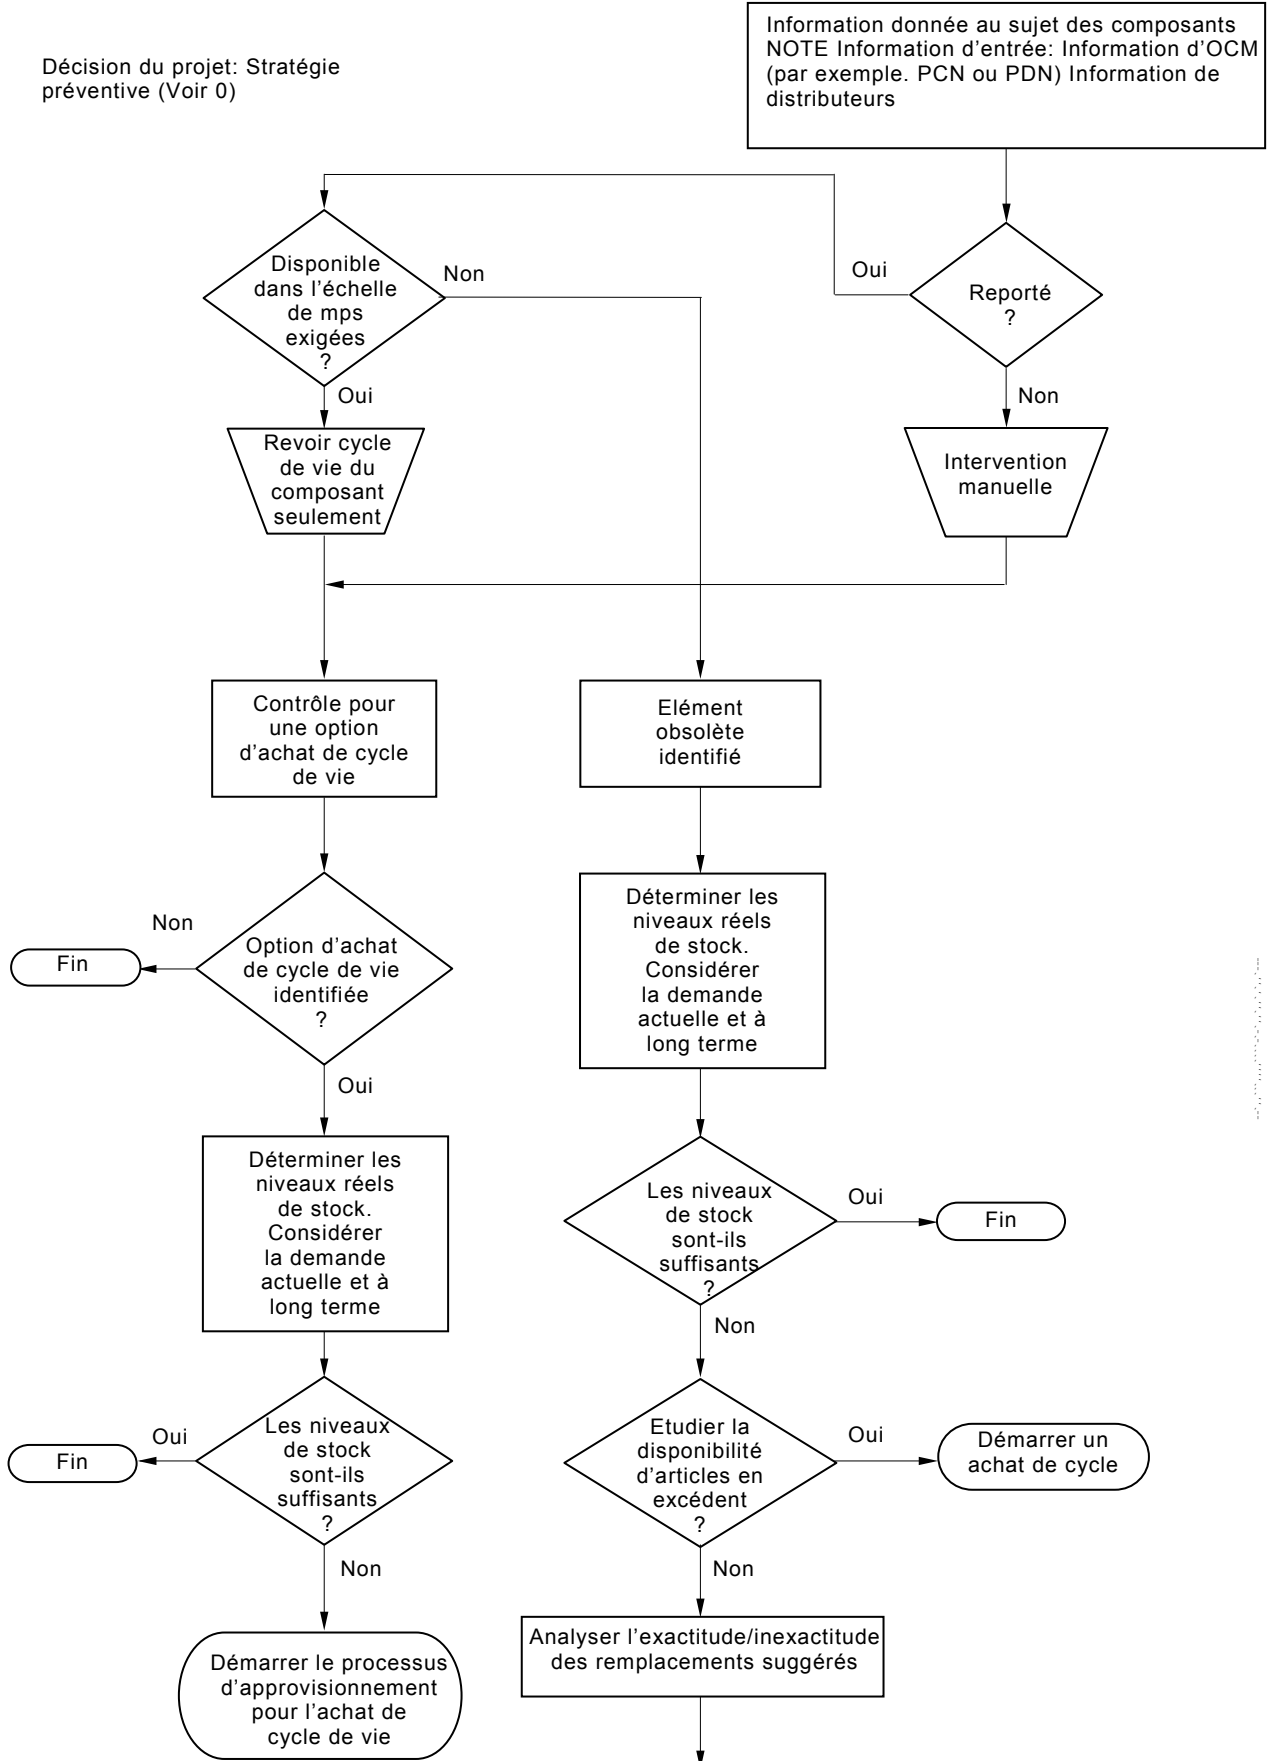 Information donnée au sujet des composants
NOTE Information d'entrée: Information d'OCM
(par exemple. PCN ou PDN) Information de
distributeurs
Décision du projet: Stratégie
préventive (Voir 0)
Disponible
dans l'échelle
de mps
exigées
?
Non
Oui
Reporté
?
Oui
Non
Revoir cycle
de vie du
composant
seulement
Intervention
manuelle
Contrôle pour
une option
d'achat de cycle
de vie
Elément
obsolète
identifié
Non
Fin
Option d'achat
de cycle de vie
identifiée
?
Oui
Déterminer les
niveaux réels
de stock.
Considérer
la demande
actuelle et à
long terme
Déterminer les
niveaux réels
de stock.
Considérer
la demande
actuelle et à
long terme
Les niveaux
de stock
sont-ils
suffisants
?
Oui
Fin
Non
Oui
Fin
Les niveaux
de stock
sont-ils
suffisants
?
Non
Etudier la
disponibilité
d'articles en
excédent
?
Oui
Démarrer un
achat de cycle
Non
Démarrer le processus
d'approvisionnement
pour l'achat de
cycle de vie
Analyser l'exactitude/inexactitude
des remplacements suggérés